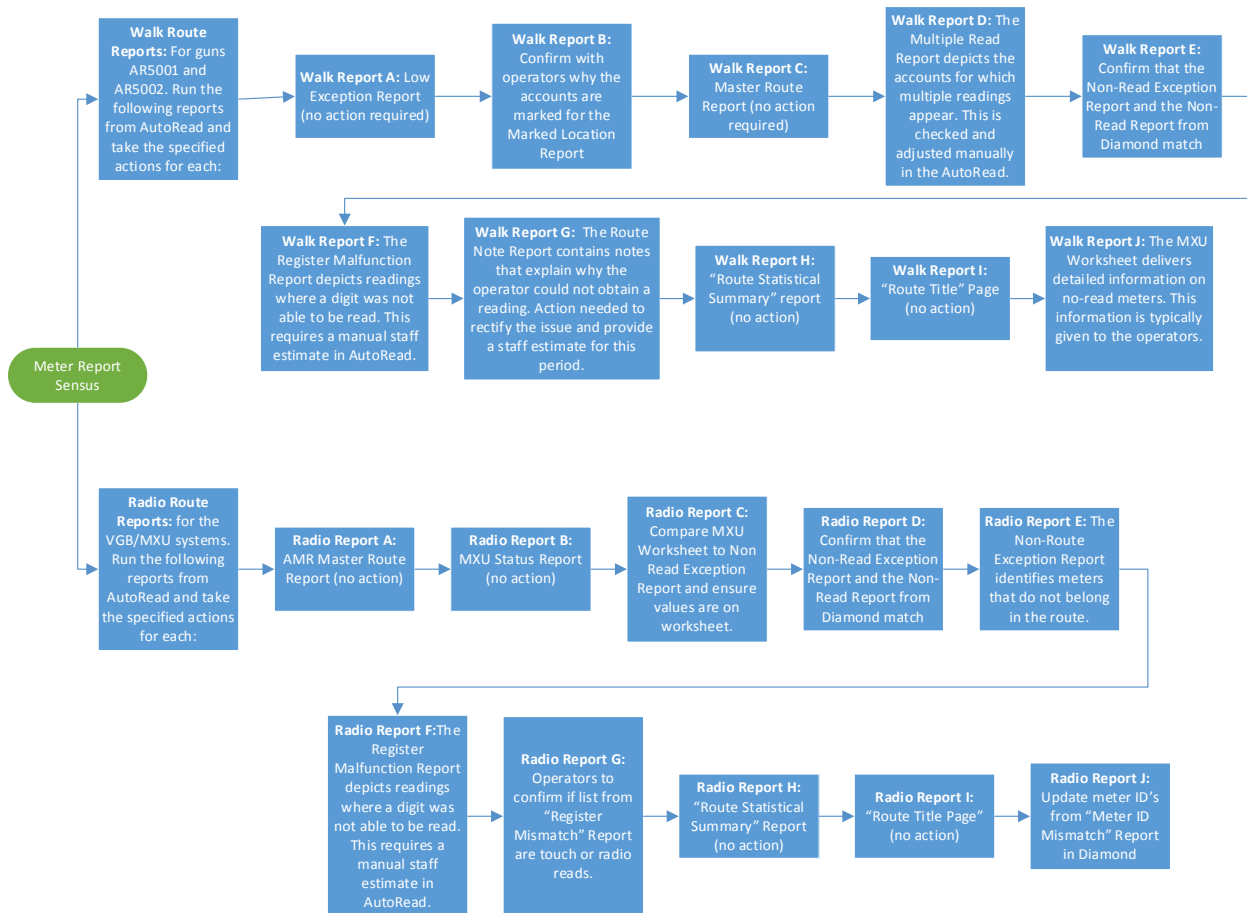 Walk Route
Reports: For guns
AR5001 and
AR5002. Run the
following reports
from AutoRead and
take the specified
actions for each:
Walk Report A: Low
Exception Report
(no action required)
Walk Report B:
Confirm with
operators why the
accounts are
marked for the
Marked Location
Report
Walk Report C:
Master Route
Report (no action
required)
Walk Report D: The
Multiple Read
Report depicts the
accounts for which
multiple readings
appear. This is
checked and
adjusted manually
in the AutoRead.
Walk Report E:
Confirm that the
Non-Read Exception
Report and the Non-
Read Report from
Diamond match
Walk Report F: The
Register Malfunction
Report depicts readings
where a digit was not
able to be read. This
requires a manual staff
estimate in AutoRead.
Walk Report G: The Route
Note Report contains notes
that explain why the
operator could not obtain a
reading. Action needed to
rectify the issue and provide
a staff estimate for this
period.
Walk Report H:
“Route Statistical
Summary” report
(no action)
Walk Report I:
“Route Title” Page
(no action)
Walk Report J: The MXU
Worksheet delivers
detailed information on
no-read meters. This
information is typically
given to the operators.
Meter Report
Sensus
Radio Route
Reports: for the
VGB/MXU systems.
Run the following
reports from
AutoRead and take
the specified actions
for each:
Radio Report A:
AMR Master Route
Report (no action)
Radio Report B:
MXU Status Report
(no action)
Radio Report C:
Compare MXU
Worksheet to Non
Read Exception
Report and ensure
values are on
worksheet.
Radio Report D:
Confirm that the
Non-Read Exception
Report and the Non-
Read Report from
Diamond match
Radio Report E: The
Non-Route
Exception Report
identifies meters
that do not belong
in the route.
Radio Report F:The
Register
Malfunction Report
depicts readings
where a digit was
not able to be read.
This requires a
manual staff
estimate in
AutoRead.
Radio Report G:
Operators to
confirm if list from
“Register
Mismatch” Report
are touch or radio
reads.
Radio Report H:
“Route Statistical
Summary” Report
(no action)
Radio Report I:
“Route Title Page”
(no action)
Radio Report J:
Update meter ID’s
from “Meter ID
Mismatch” Report
in Diamond